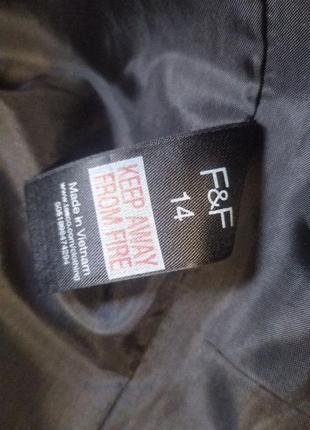 F&F
14
KEEP AWAY
FROM FIRE
Made in Vietnam